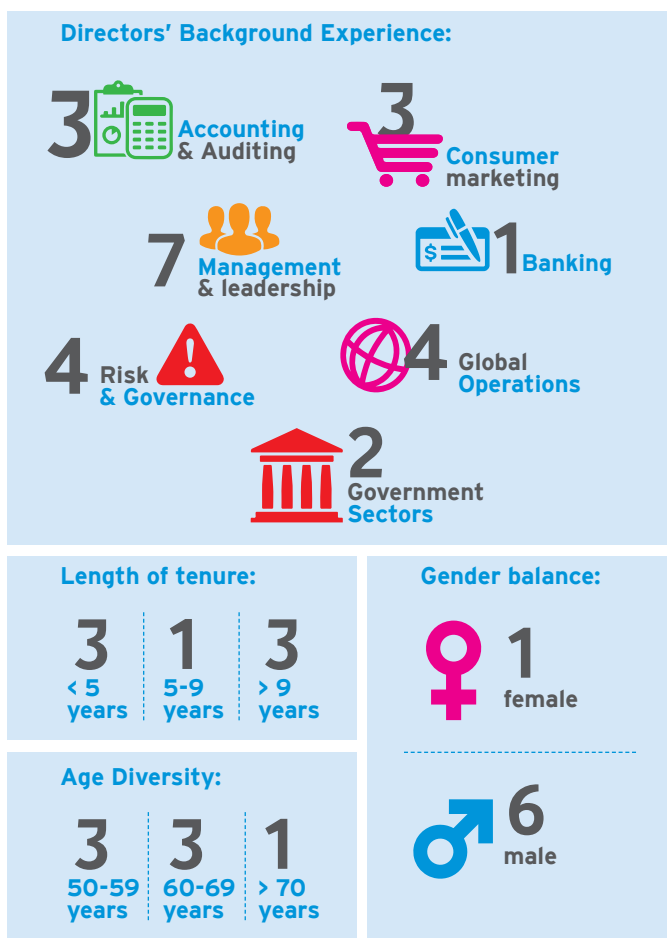 Directors’ Background Experience:
3
Accounting
& Auditing
3
Consumer
marketing
7
Management
& leadership
$
1
Banking
4
Risk
& Governance
!
4
Global
Operations
2
Government
Sectors
Length of tenure:
3
< 5
years
1
5-9
years
3
> 9
years
Gender balance:
1
female
6
male
Age Diversity:
3
50-59
years
3
60-69
years
1
> 70
years